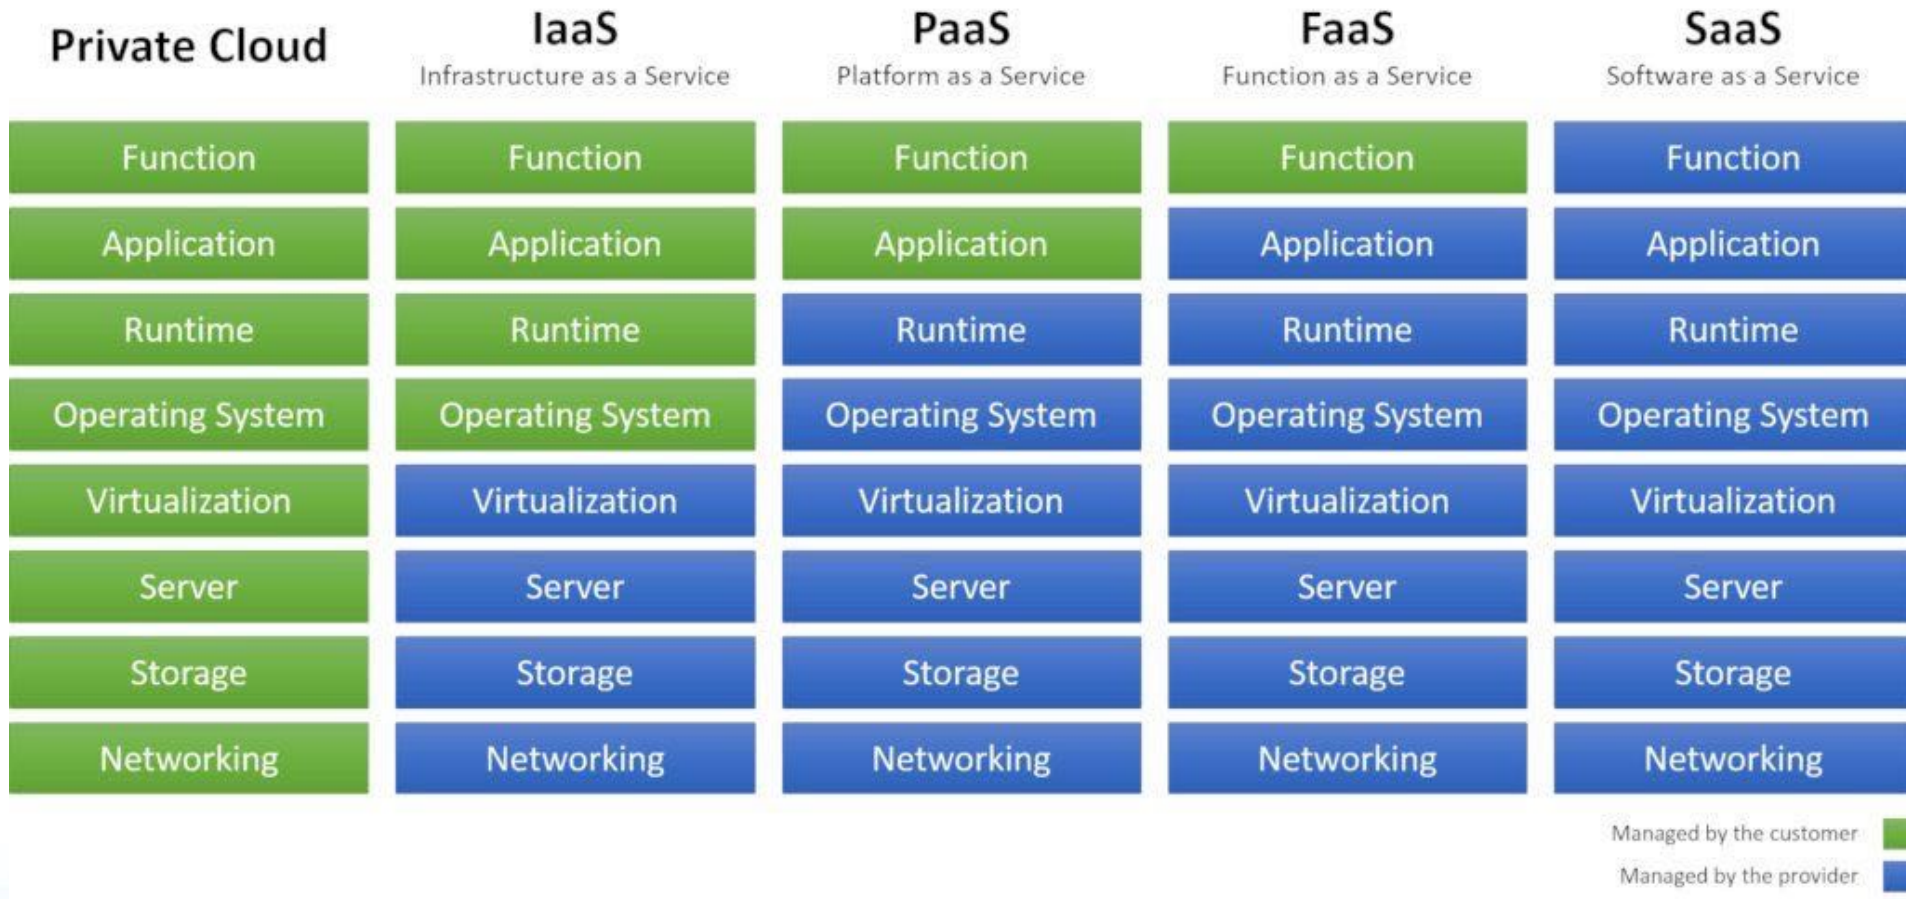 Private Cloud
IaaS
Infrastructure as a Service
PaaS
Platform as a Service
FaaS
Function as a Service
SaaS
Software as a Service
Function Function Function Function Function
Application Application Application Application Application
Runtime Runtime Runtime Runtime Runtime
Operating System Operating System Operating System Operating System Operating System
Virtualization Virtualization Virtualization Virtualization Virtualization
Server Server Server Server Server
Storage Storage Storage Storage Storage
Networking Networking Networking Networking Networking
Managed by the customer
Managed by the provider